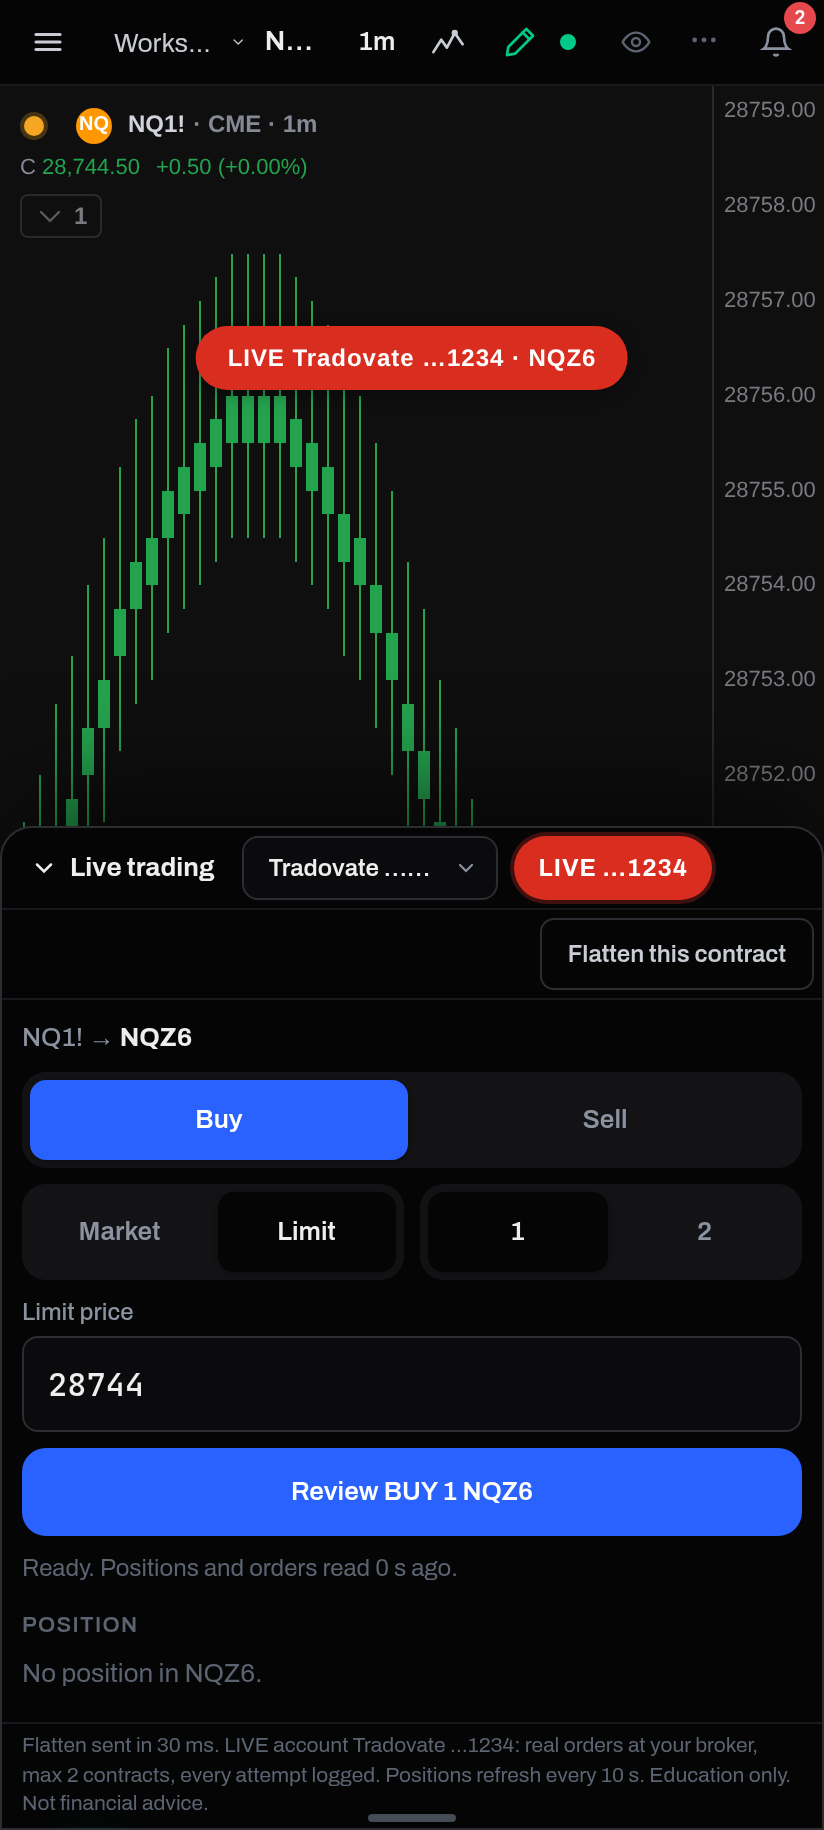 Works... N... 1m 2
NQ NQ1! · CME · 1m
C 28,744.50 +0.50 (+0.00%)
1
28759.00
28758.00
28757.00
LIVE Tradovate ...1234 · NQZ6
28756.00
28755.00
28754.00
28753.00
28752.00
Live trading Tradovate ...... LIVE ...1234
Flatten this contract
NQ1! → NQZ6
Buy Sell
Market Limit 1 2
Limit price
28744
Review BUY 1 NQZ6
Ready. Positions and orders read 0 s ago.
POSITION
No position in NQZ6.
Flatten sent in 30 ms. LIVE account Tradovate ...1234: real orders at your broker,
max 2 contracts, every attempt logged. Positions refresh every 10 s. Education only.
Not financial advice.